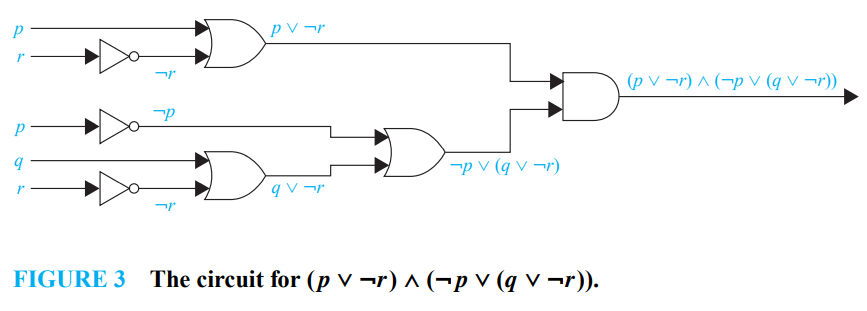 p
p ∨ ¬r
r
¬r
(p ∨ ¬r) ∧ (¬p ∨ (q ∨ ¬r))
¬p
p
q
¬p ∨ (q ∨ ¬r)
r
q ∨ ¬r
¬r
FIGURE 3 The circuit for (p ∨ ¬r) ∧ (¬p ∨ (q ∨ ¬r)).